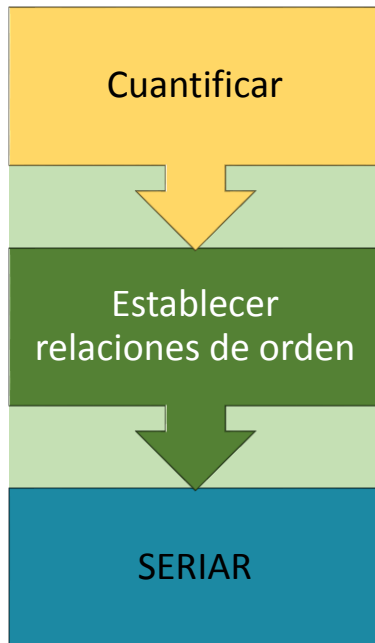 Cuantificar
Establecer
relaciones de orden
SERIAR